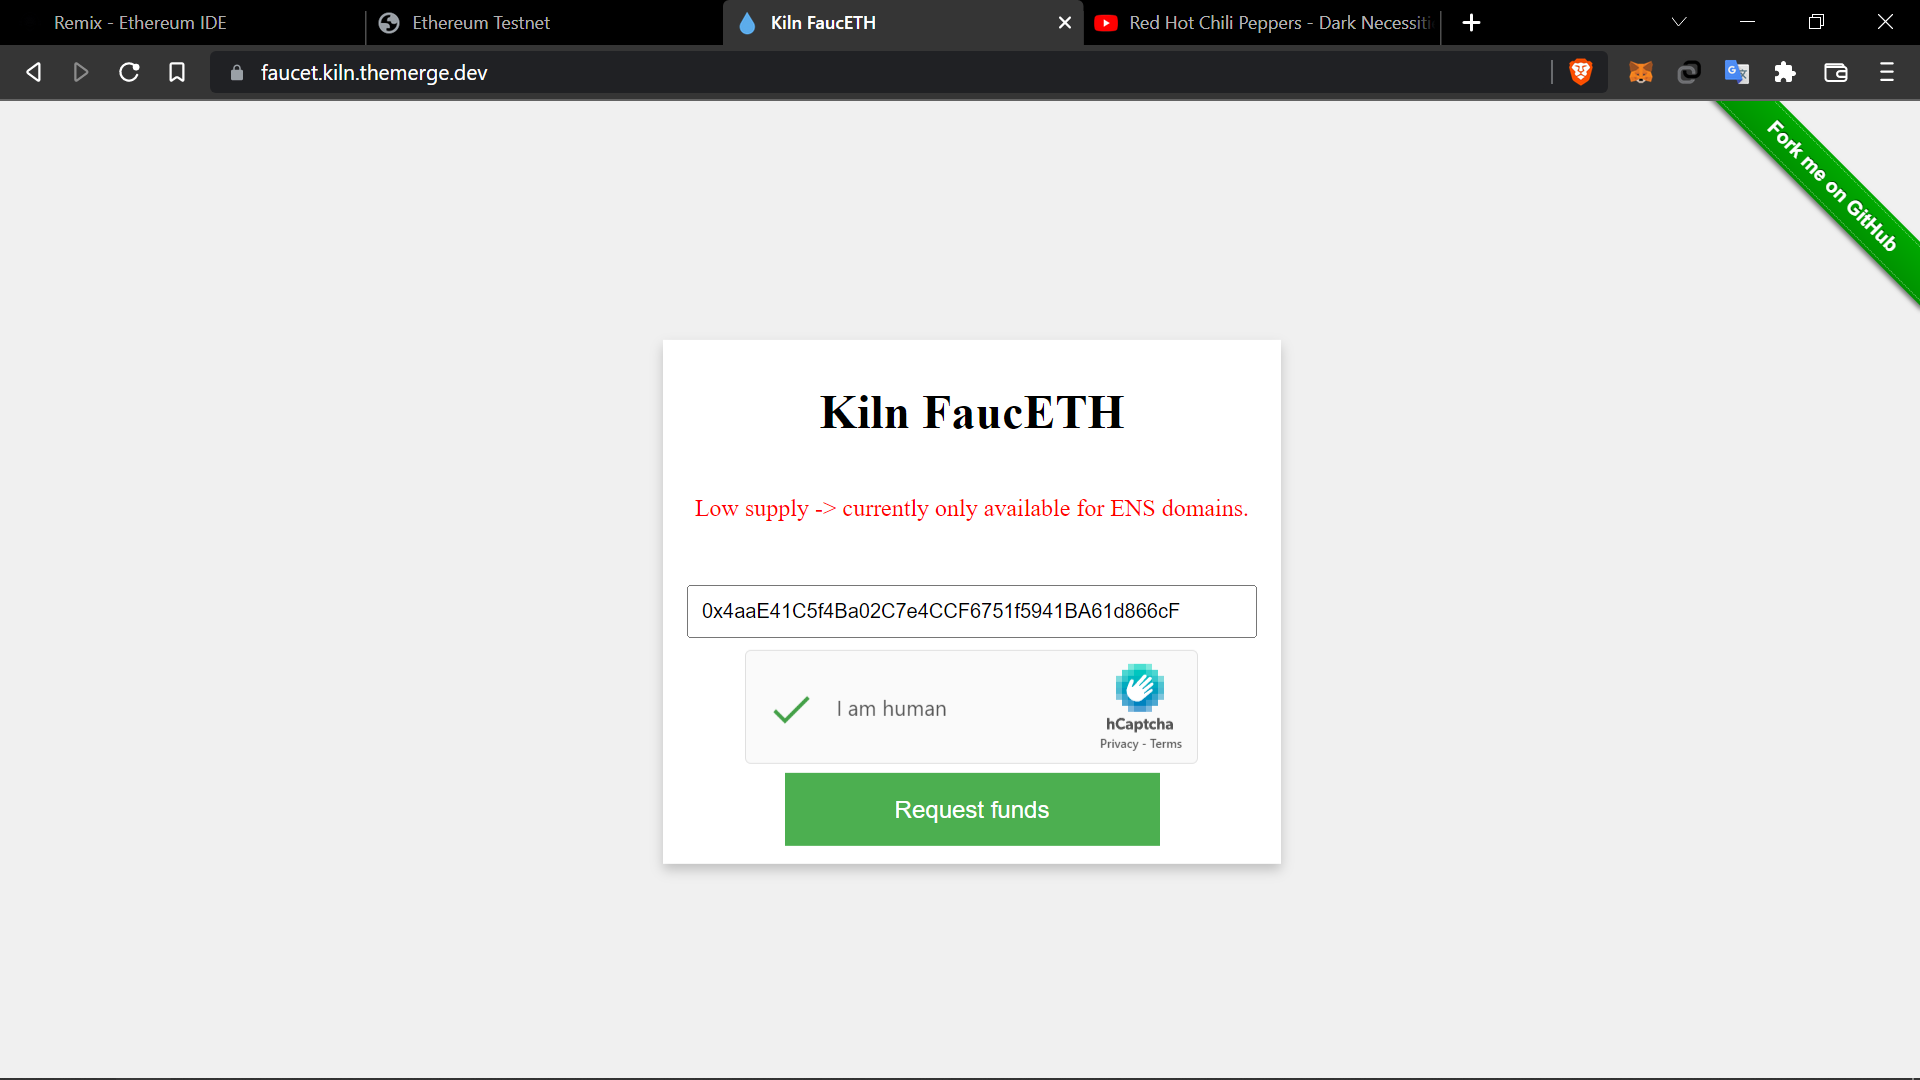 Remix - Ethereum IDE
Ethereum Testnet
Kiln FaucETH
Red Hot Chili Peppers - Dark
faucet.kiln.themerge.dev
Fork me on GitHub
Kiln FaucETH
Low supply -> currently only available for ENS domains.
0x4aaE41C5f4Ba02C7e4CCF6751f5941BA61d866cF
I am human
hCaptcha
Privacy - Terms
Request funds